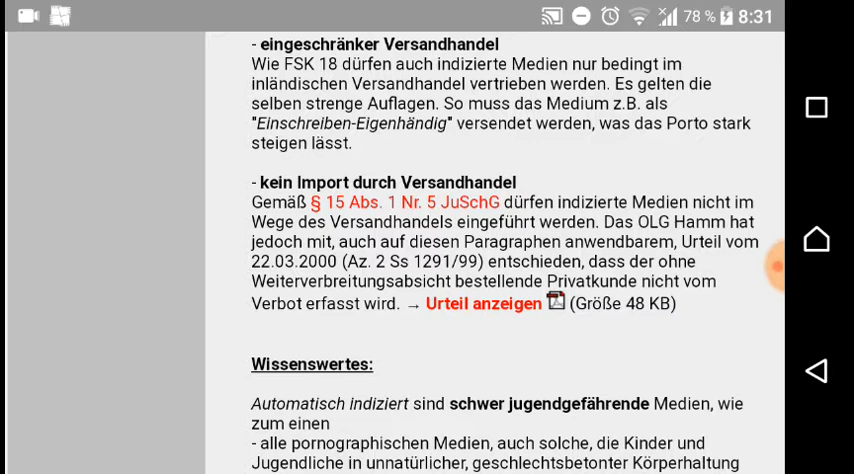 78 % 8:31
- eingeschränker Versandhandel
Wie FSK 18 dürfen auch indizierte Medien nur bedingt im
inländischen Versandhandel vertrieben werden. Es gelten die
selben strenge Auflagen. So muss das Medium z.B. als
"Einschreiben-Eigenhändig" versendet werden, was das Porto stark
steigen lässt.
- kein Import durch Versandhandel
Gemäß § 15 Abs. 1 Nr. 5 JuSchG dürfen indizierte Medien nicht im
Wege des Versandhandels eingeführt werden. Das OLG Hamm hat
jedoch mit, auch auf diesen Paragraphen anwendbarem, Urteil vom
22.03.2000 (Az. 2 Ss 1291/99) entschieden, dass der ohne
Weiterverbreitungsabsicht bestellende Privatkunde nicht vom
Verbot erfasst wird. → Urteil anzeigen (Größe 48 KB)
Wissenswertes:
Automatisch indiziert sind schwer jugendgefährende Medien, wie
zum einen
- alle pornographischen Medien, auch solche, die Kinder und
Jugendliche in unnatürlicher, geschlechtsbetonter Körperhaltung